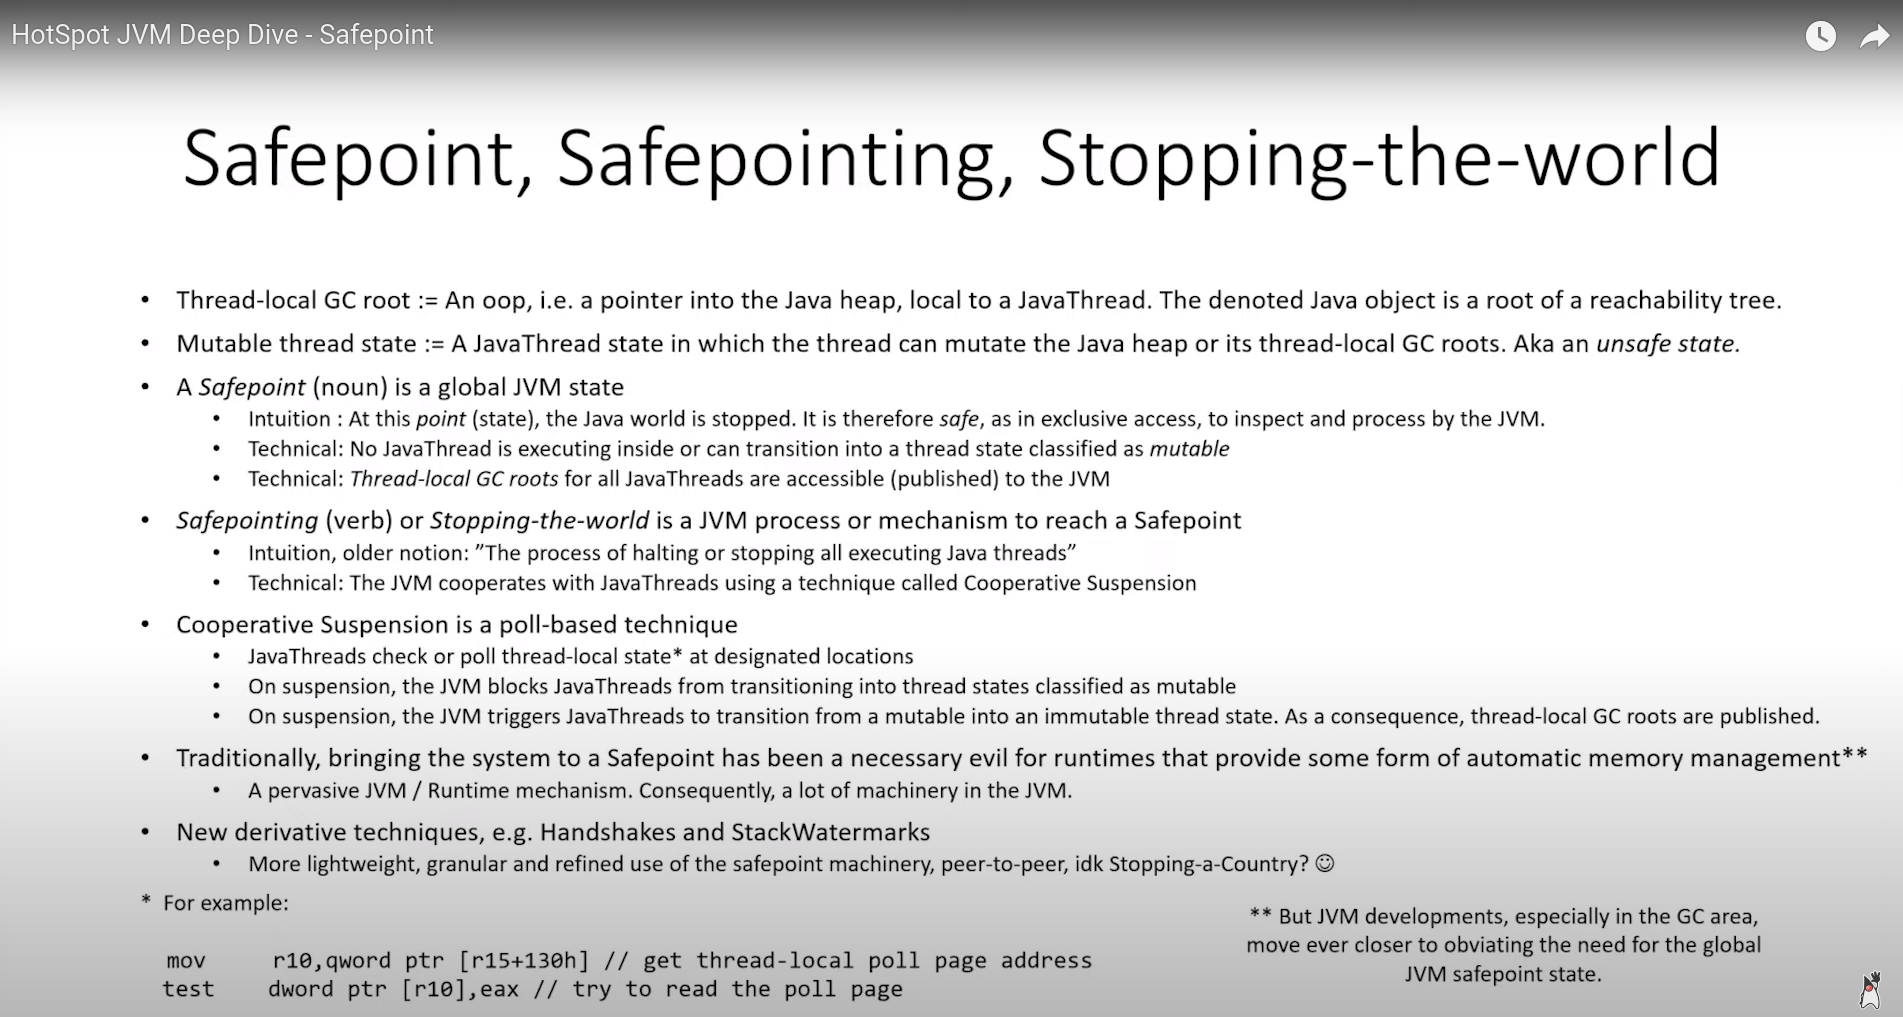 HotSpot JVM Deep Dive - Safepoint
Safepoint, Safepointing, Stopping-the-world
• Thread-local GC root := An oop, i.e. a pointer into the Java heap, local to a JavaThread. The denoted Java object is a root of a reachability tree.
• Mutable thread state := A JavaThread state in which the thread can mutate the Java heap or its thread-local GC roots. Aka an unsafe state.
• A Safepoint (noun) is a global JVM state
• Intuition : At this point (state), the Java world is stopped. It is therefore safe, as in exclusive access, to inspect and process by the JVM.
• Technical: No JavaThread is executing inside or can transition into a thread state classified as mutable
• Technical: Thread-local GC roots for all JavaThreads are accessible (published) to the JVM
• Safepointing (verb) or Stopping-the-world is a JVM process or mechanism to reach a Safepoint
• Intuition, older notion: ”The process of halting or stopping all executing Java threads”
• Technical: The JVM cooperates with JavaThreads using a technique called Cooperative Suspension
• Cooperative Suspension is a poll-based technique
• JavaThreads check or poll thread-local state* at designated locations
• On suspension, the JVM blocks JavaThreads from transitioning into thread states classified as mutable
• On suspension, the JVM triggers JavaThreads to transition from a mutable into an immutable thread state. As a consequence, thread-local GC roots are published.
• Traditionally, bringing the system to a Safepoint has been a necessary evil for runtimes that provide some form of automatic memory management**
• A pervasive JVM / Runtime mechanism. Consequently, a lot of machinery in the JVM.
• New derivative techniques, e.g. Handshakes and StackWatermarks
• More lightweight, granular and refined use of the safepoint machinery, peer-to-peer, idk Stopping-a-Country? ☺
* For example:
mov r10,qword ptr [r15+130h] // get thread-local poll page address
test dword ptr [r10],eax // try to read the poll page
** But JVM developments, especially in the GC area,
move ever closer to obviating the need for the global
JVM safepoint state.